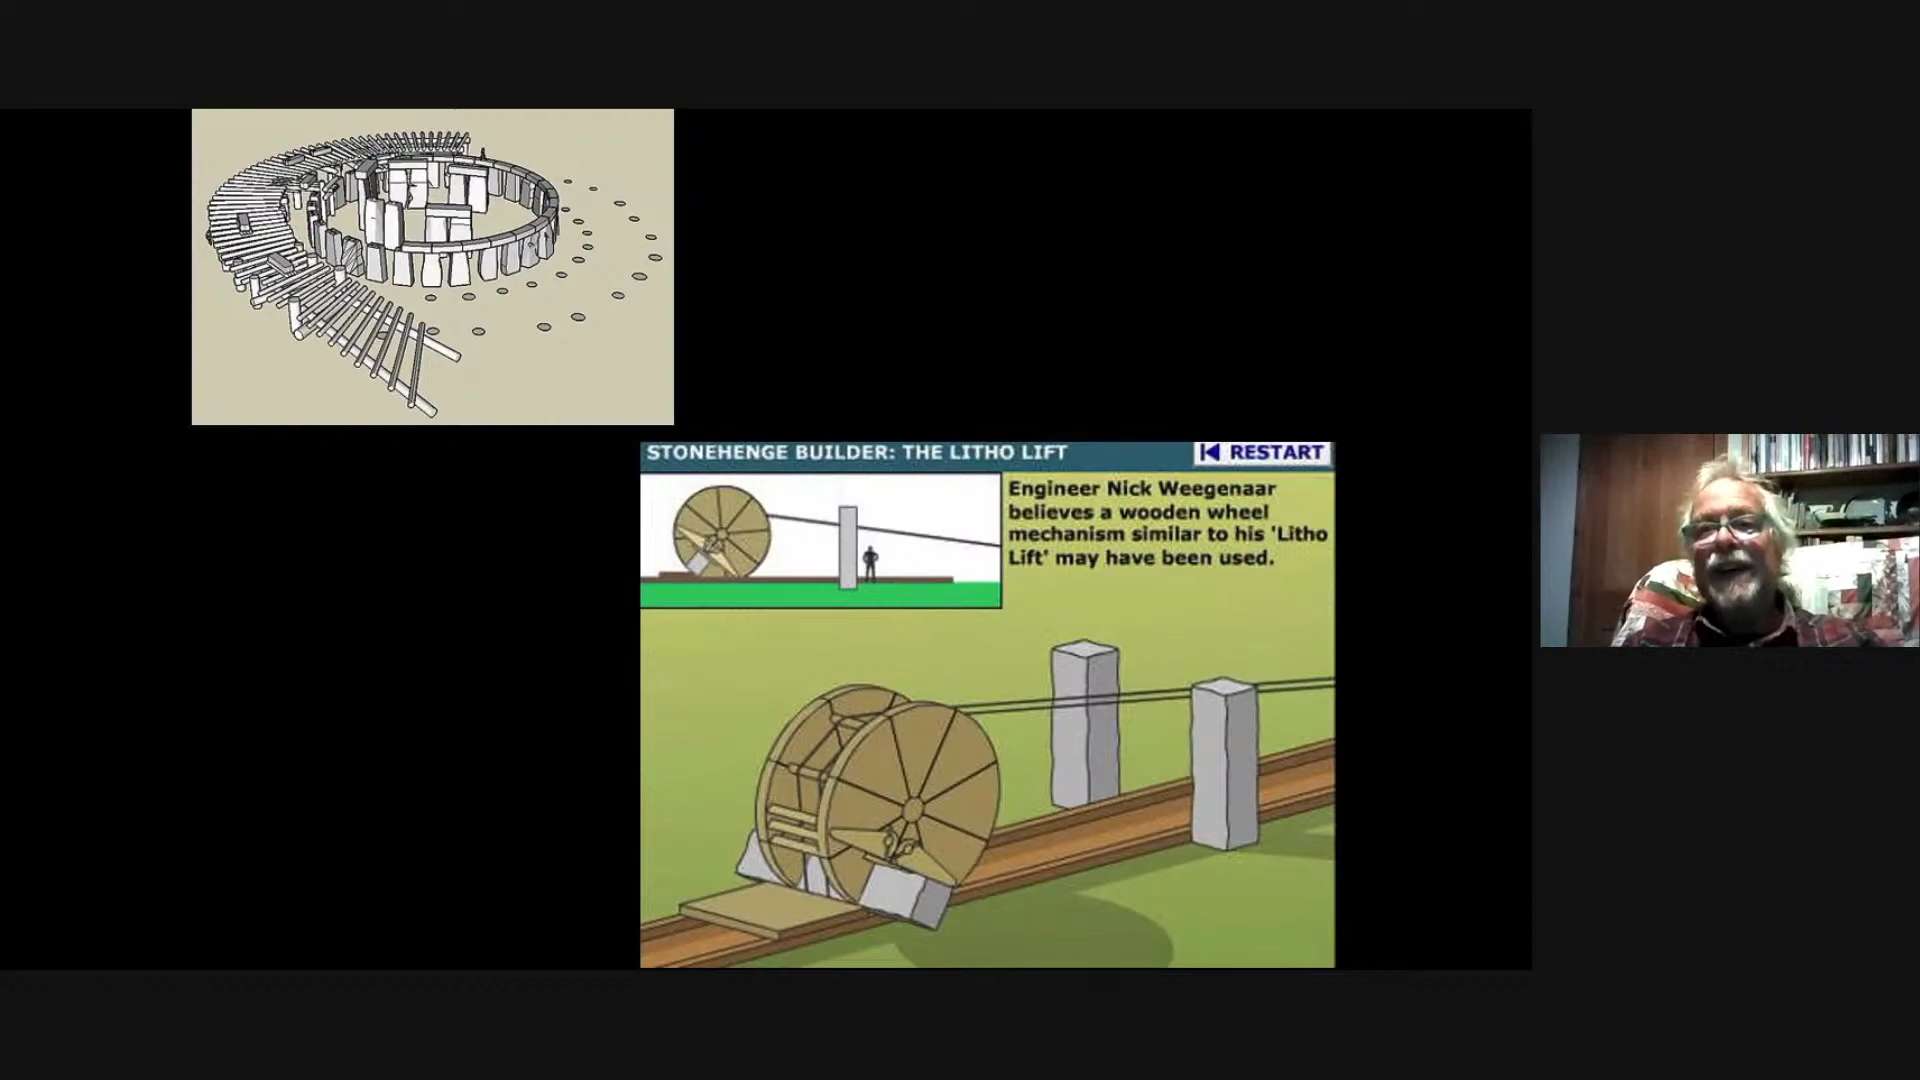 STONEHENGE BUILDER: THE LITHO LIFT
RESTART
Engineer Nick Weegenaar
believes a wooden wheel
mechanism similar to his 'Litho
Lift' may have been used.